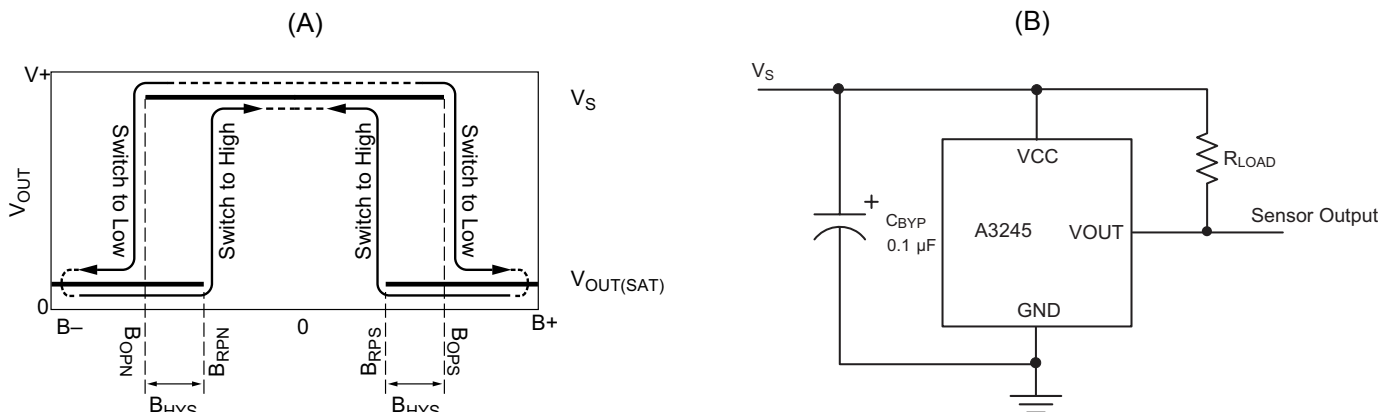 (A)
V+
VOUT
0
Switch to Low
Switch to High
Switch to High
Switch to Low
VS
VOUT(SAT)
B–
BOPN
BRPN
0
BRPS
BOPS
B+
BHYS
BHYS
(B)
VS
VCC
RLOAD
+
CBYP
0.1 µF
A3245
VOUT
Sensor Output
GND